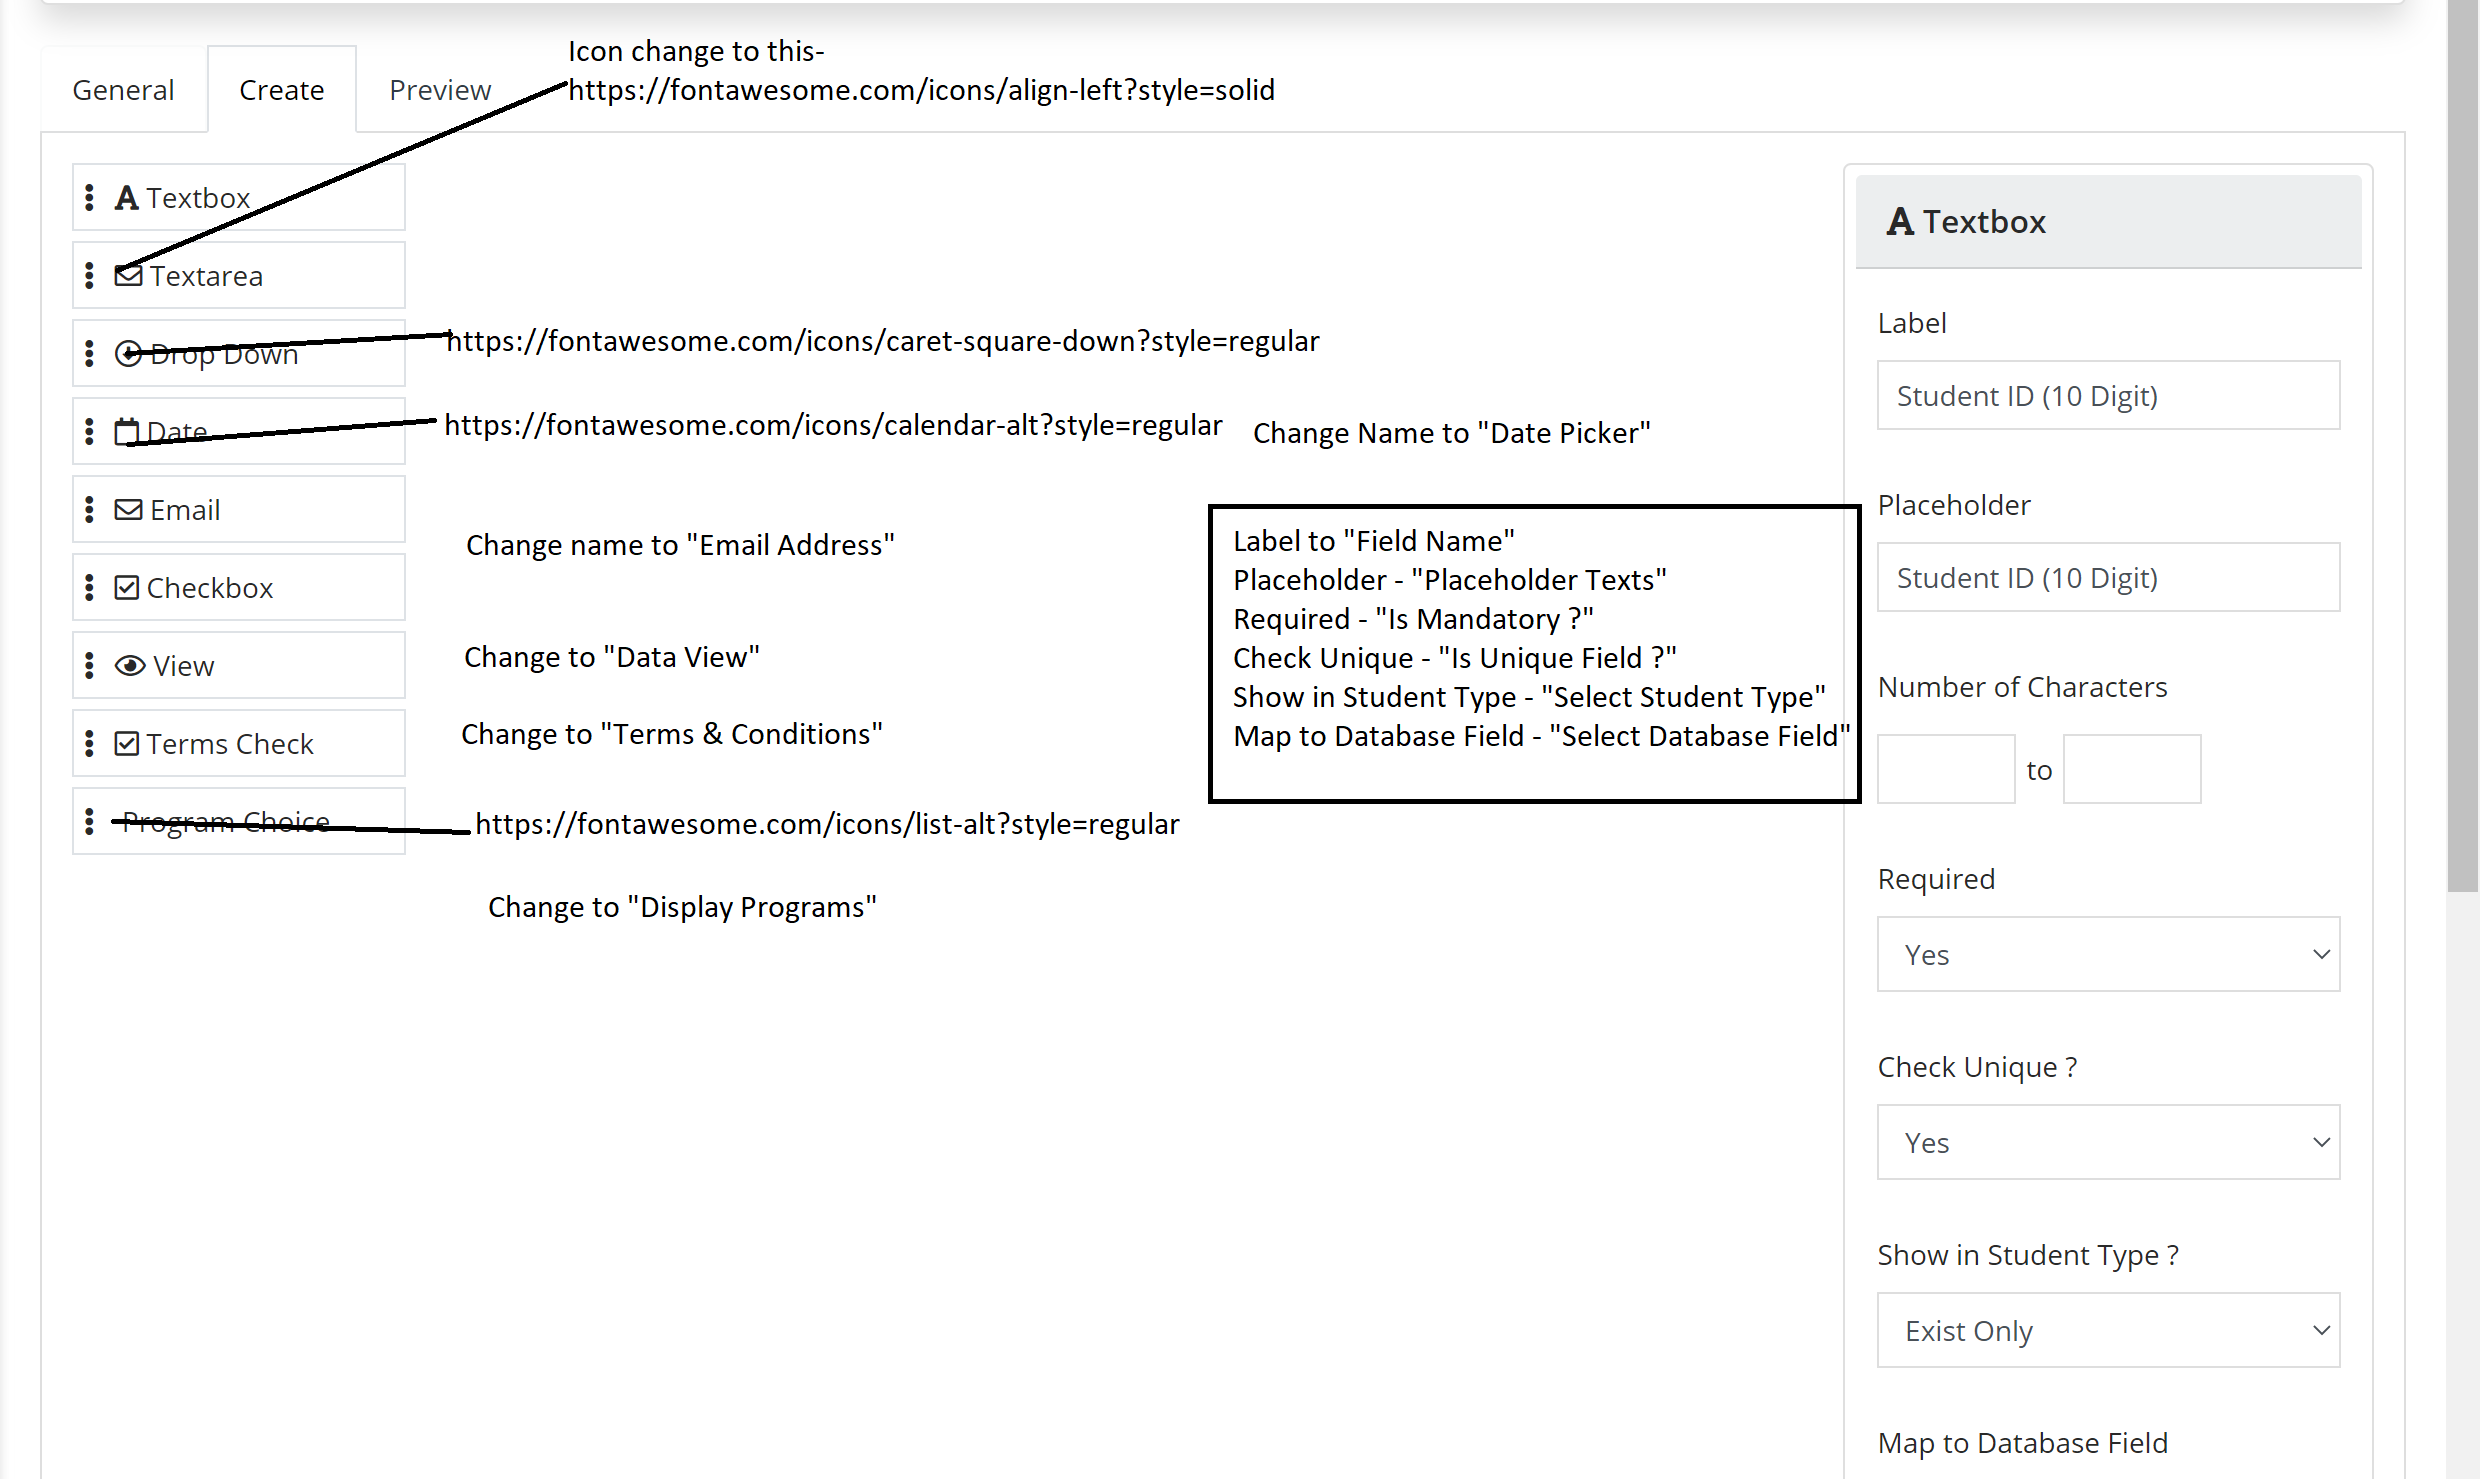 General
Create
Preview
Icon change to this-
https://fontawesome.com/icons/align-left?style=solid
A Textbox
Textarea
Drop Down
https://fontawesome.com/icons/caret-square-down?style=regular
Date
https://fontawesome.com/icons/calendar-alt?style=regular
Change Name to "Date Picker"
Email
Change name to "Email Address"
Checkbox
View
Change to "Data View"
Terms Check
Change to "Terms & Conditions"
Program Choice
https://fontawesome.com/icons/list-alt?style=regular
Change to "Display Programs"
Label to "Field Name"
Placeholder - "Placeholder Texts"
Required - "Is Mandatory ?"
Check Unique - "Is Unique Field ?"
Show in Student Type - "Select Student Type"
Map to Database Field - "Select Database Field"
A Textbox
Label
Student ID (10 Digit)
Placeholder
Student ID (10 Digit)
Number of Characters
to
Required
Yes
Check Unique ?
Yes
Show in Student Type ?
Exist Only
Map to Database Field